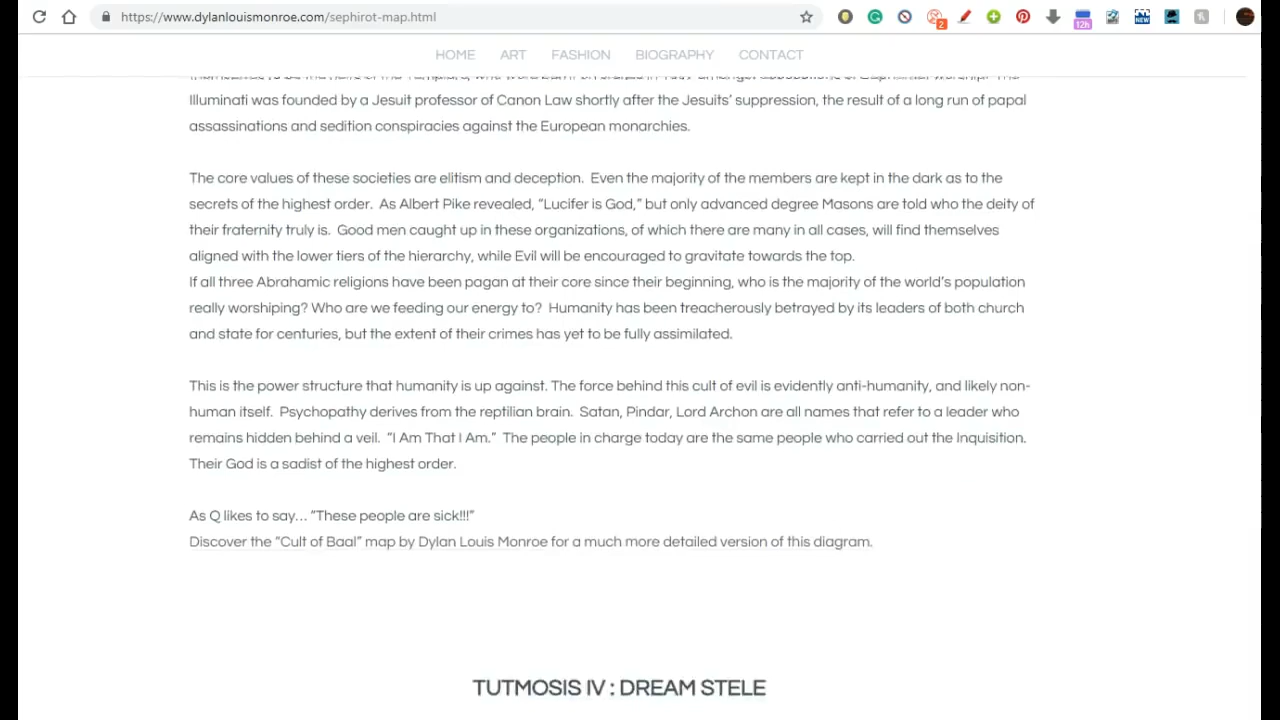 https://www.dylanlouismonroe.com/sephirot-map.html
2
12h
NEW
HOME ART FASHION BIOGRAPHY CONTACT
Illuminati was founded by a Jesuit professor of Canon Law shortly after the Jesuits’ suppression, the result of a long run of papal
assassinations and sedition conspiracies against the European monarchies.
The core values of these societies are elitism and deception.  Even the majority of the members are kept in the dark as to the
secrets of the highest order.  As Albert Pike revealed, “Lucifer is God,” but only advanced degree Masons are told who the deity of
their fraternity truly is.  Good men caught up in these organizations, of which there are many in all cases, will find themselves
aligned with the lower tiers of the hierarchy, while Evil will be encouraged to gravitate towards the top.
If all three Abrahamic religions have been pagan at their core since their beginning, who is the majority of the world’s population
really worshiping? Who are we feeding our energy to?  Humanity has been treacherously betrayed by its leaders of both church
and state for centuries, but the extent of their crimes has yet to be fully assimilated.
This is the power structure that humanity is up against. The force behind this cult of evil is evidently anti-humanity, and likely non-
human itself.  Psychopathy derives from the reptilian brain.  Satan, Pindar, Lord Archon are all names that refer to a leader who
remains hidden behind a veil.  “I Am That I Am.”  The people in charge today are the same people who carried out the Inquisition.
Their God is a sadist of the highest order.
As Q likes to say… “These people are sick!!!”
Discover the “Cult of Baal” map by Dylan Louis Monroe for a much more detailed version of this diagram.
TUTMOSIS IV : DREAM STELE